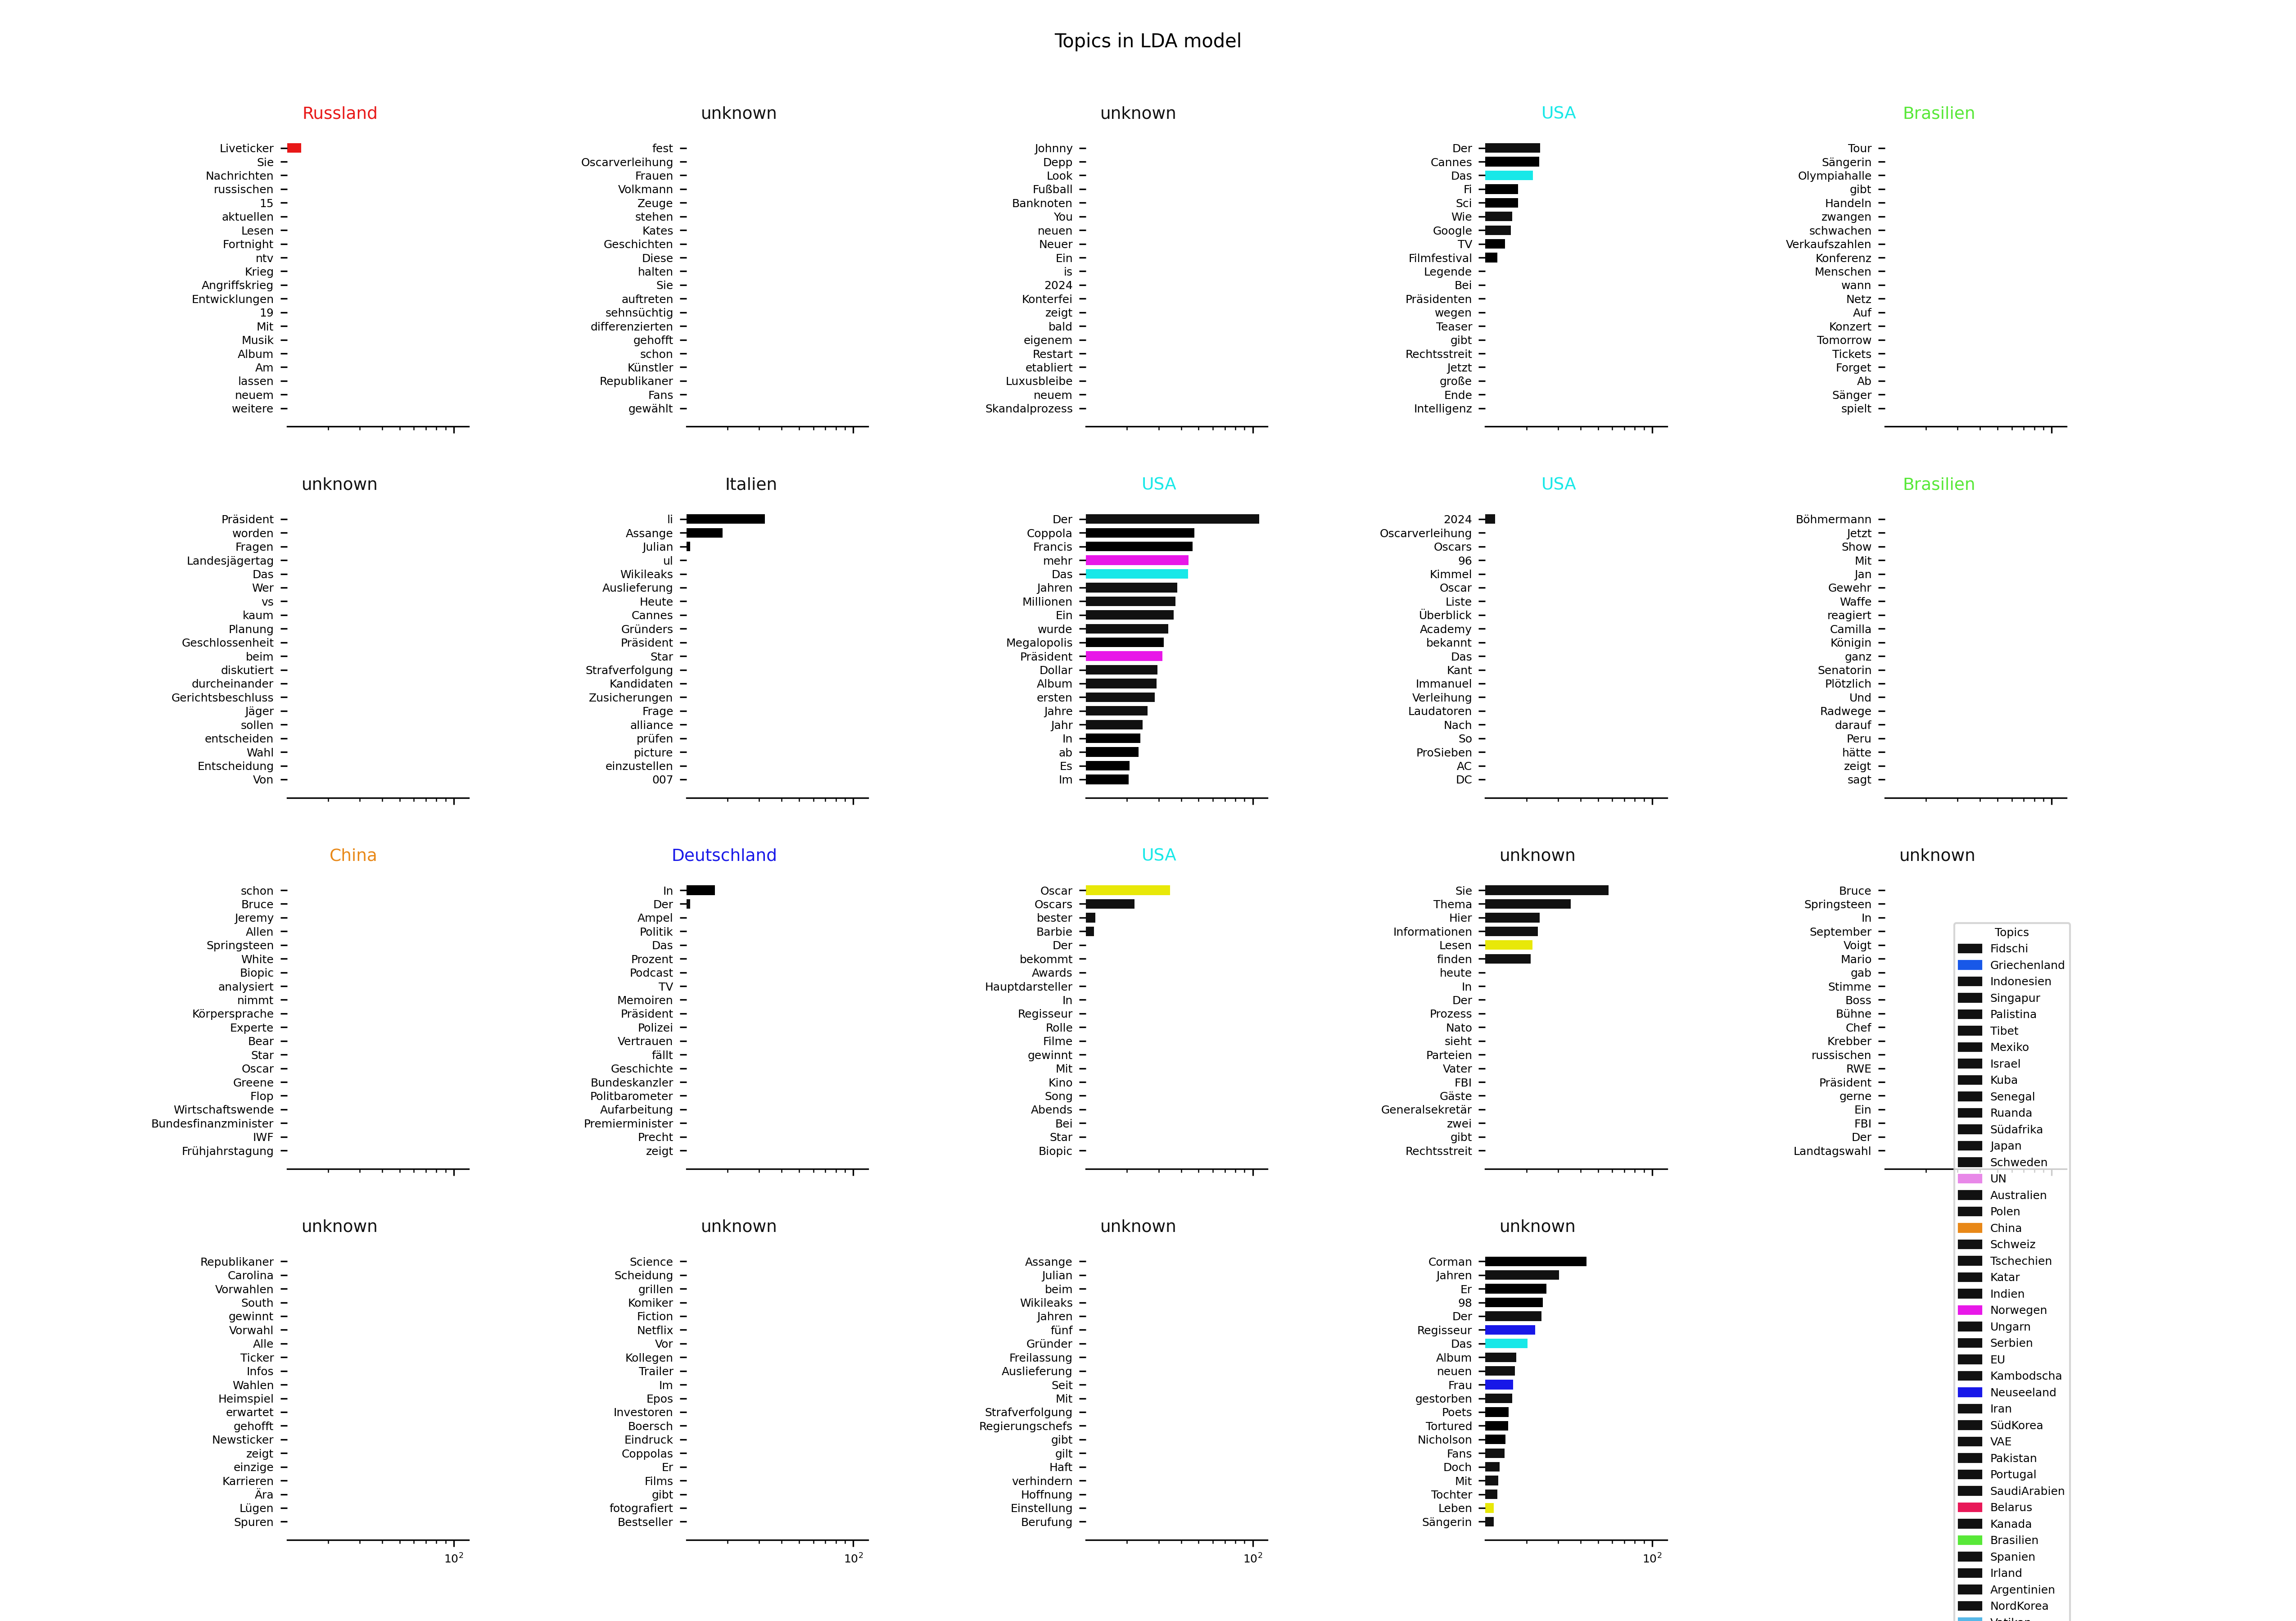 Topics in LDA model
Russland
Liveticker
Sie
Nachrichten
russischen
15
aktuellen
Lesen
Fortnight
ntv
Krieg
Angriffskrieg
Entwicklungen
19
Mit
Musik
Album
Am
lassen
neuem
weitere
unknown
fest
Oscarverleihung
Frauen
Volkmann
Zeuge
stehen
Kates
Geschichten
Diese
halten
Sie
auftreten
sehnsüchtig
differenzierten
gehofft
schon
Künstler
Republikaner
Fans
gewählt
unknown
Johnny
Depp
Look
Fußball
Banknoten
You
neuen
Neuer
Ein
is
2024
Konterfei
zeigt
bald
eigenem
Restart
etabliert
Luxusbleibe
neuem
Skandalprozess
USA
Der
Cannes
Das
Fi
Sci
Wie
Google
TV
Filmfestival
Legende
Bei
Präsidenten
wegen
Teaser
gibt
Rechtsstreit
Jetzt
große
Ende
Intelligenz
Brasilien
Tour
Sängerin
Olympiahalle
gibt
Handeln
zwangen
schwachen
Verkaufszahlen
Konferenz
Menschen
wann
Netz
Auf
Konzert
Tomorrow
Tickets
Forget
Ab
Sänger
spielt
unknown
Präsident
worden
Fragen
Landesjägertag
Das
Wer
vs
kaum
Planung
Geschlossenheit
beim
diskutiert
durcheinander
Gerichtsbeschluss
Jäger
sollen
entscheiden
Wahl
Entscheidung
Von
Italien
li
Assange
Julian
ul
Wikileaks
Auslieferung
Heute
Cannes
Gründers
Präsident
Star
Strafverfolgung
Kandidaten
Zusicherungen
Frage
alliance
prüfen
picture
einzustellen
007
USA
Der
Coppola
Francis
mehr
Das
Jahren
Millionen
Ein
wurde
Megalopolis
Präsident
Dollar
Album
ersten
Jahre
Jahr
In
ab
Es
Im
USA
2024
Oscarverleihung
Oscars
96
Kimmel
Oscar
Liste
Überblick
Academy
bekannt
Das
Kant
Immanuel
Verleihung
Laudatoren
Nach
So
ProSieben
AC
DC
Brasilien
Böhmermann
Jetzt
Show
Mit
Jan
Gewehr
Waffe
reagiert
Camilla
Königin
ganz
Senatorin
Plötzlich
Und
Radwege
darauf
Peru
hätte
zeigt
sagt
China
schon
Bruce
Jeremy
Allen
Springsteen
White
Biopic
analysiert
nimmt
Körpersprache
Experte
Bear
Star
Oscar
Greene
Flop
Wirtschaftswende
Bundesfinanzminister
IWF
Frühjahrstagung
Deutschland
In
Der
Ampel
Politik
Das
Prozent
Podcast
TV
Memoiren
Präsident
Polizei
Vertrauen
fällt
Geschichte
Bundeskanzler
Politbarometer
Aufarbeitung
Premierminister
Precht
zeigt
USA
Oscar
Oscars
bester
Barbie
Der
bekommt
Awards
Hauptdarsteller
In
Regisseur
Rolle
Filme
gewinnt
Mit
Kino
Song
Abends
Bei
Star
Biopic
unknown
Sie
Thema
Hier
Informationen
Lesen
finden
heute
In
Der
Prozess
Nato
sieht
Parteien
Vater
FBI
Gäste
Generalsekretär
zwei
gibt
Rechtsstreit
unknown
Bruce
Springsteen
In
September
Voigt
Mario
gab
Stimme
Boss
Bühne
Chef
Krebber
russischen
RWE
Präsident
gerne
Ein
FBI
Der
Landtagswahl
unknown
Republikaner
Carolina
Vorwahlen
South
gewinnt
Vorwahl
Alle
Ticker
Infos
Wahlen
Heimspiel
erwartet
gehofft
Newsticker
zeigt
einzige
Karrieren
Ära
Lügen
Spuren
10²
unknown
Science
Scheidung
grillen
Komiker
Fiction
Netflix
Vor
Kollegen
Trailer
Im
Epos
Investoren
Boersch
Eindruck
Coppolas
Er
Films
gibt
fotografiert
Bestseller
10²
unknown
Assange
Julian
beim
Wikileaks
Jahren
fünf
Gründer
Freilassung
Auslieferung
Seit
Mit
Strafverfolgung
Regierungschefs
gibt
gilt
Haft
verhindern
Hoffnung
Einstellung
Berufung
10²
unknown
Corman
Jahren
Er
98
Der
Regisseur
Das
Album
neuen
Frau
gestorben
Poets
Tortured
Nicholson
Fans
Doch
Mit
Tochter
Leben
Sängerin
10²
Topics
Fidschi
Griechenland
Indonesien
Singapur
Palistina
Tibet
Mexiko
Israel
Kuba
Senegal
Ruanda
Südafrika
Japan
Schweden
UN
Australien
Polen
China
Schweiz
Tschechien
Katar
Indien
Norwegen
Ungarn
Serbien
EU
Kambodscha
Neuseeland
Iran
SüdKorea
VAE
Pakistan
Portugal
SaudiArabien
Belarus
Kanada
Brasilien
Spanien
Irland
Argentinien
NordKorea